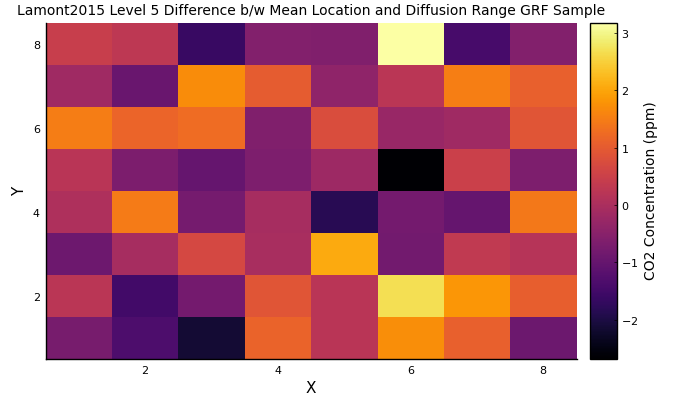 Lamont2015 Level 5 Difference b/w Mean Location and Diffusion Range GRF Sample
8
6
4
2
Y
2 4 6 8
X
3
2
1
0
−1
−2
CO2 Concentration (ppm)